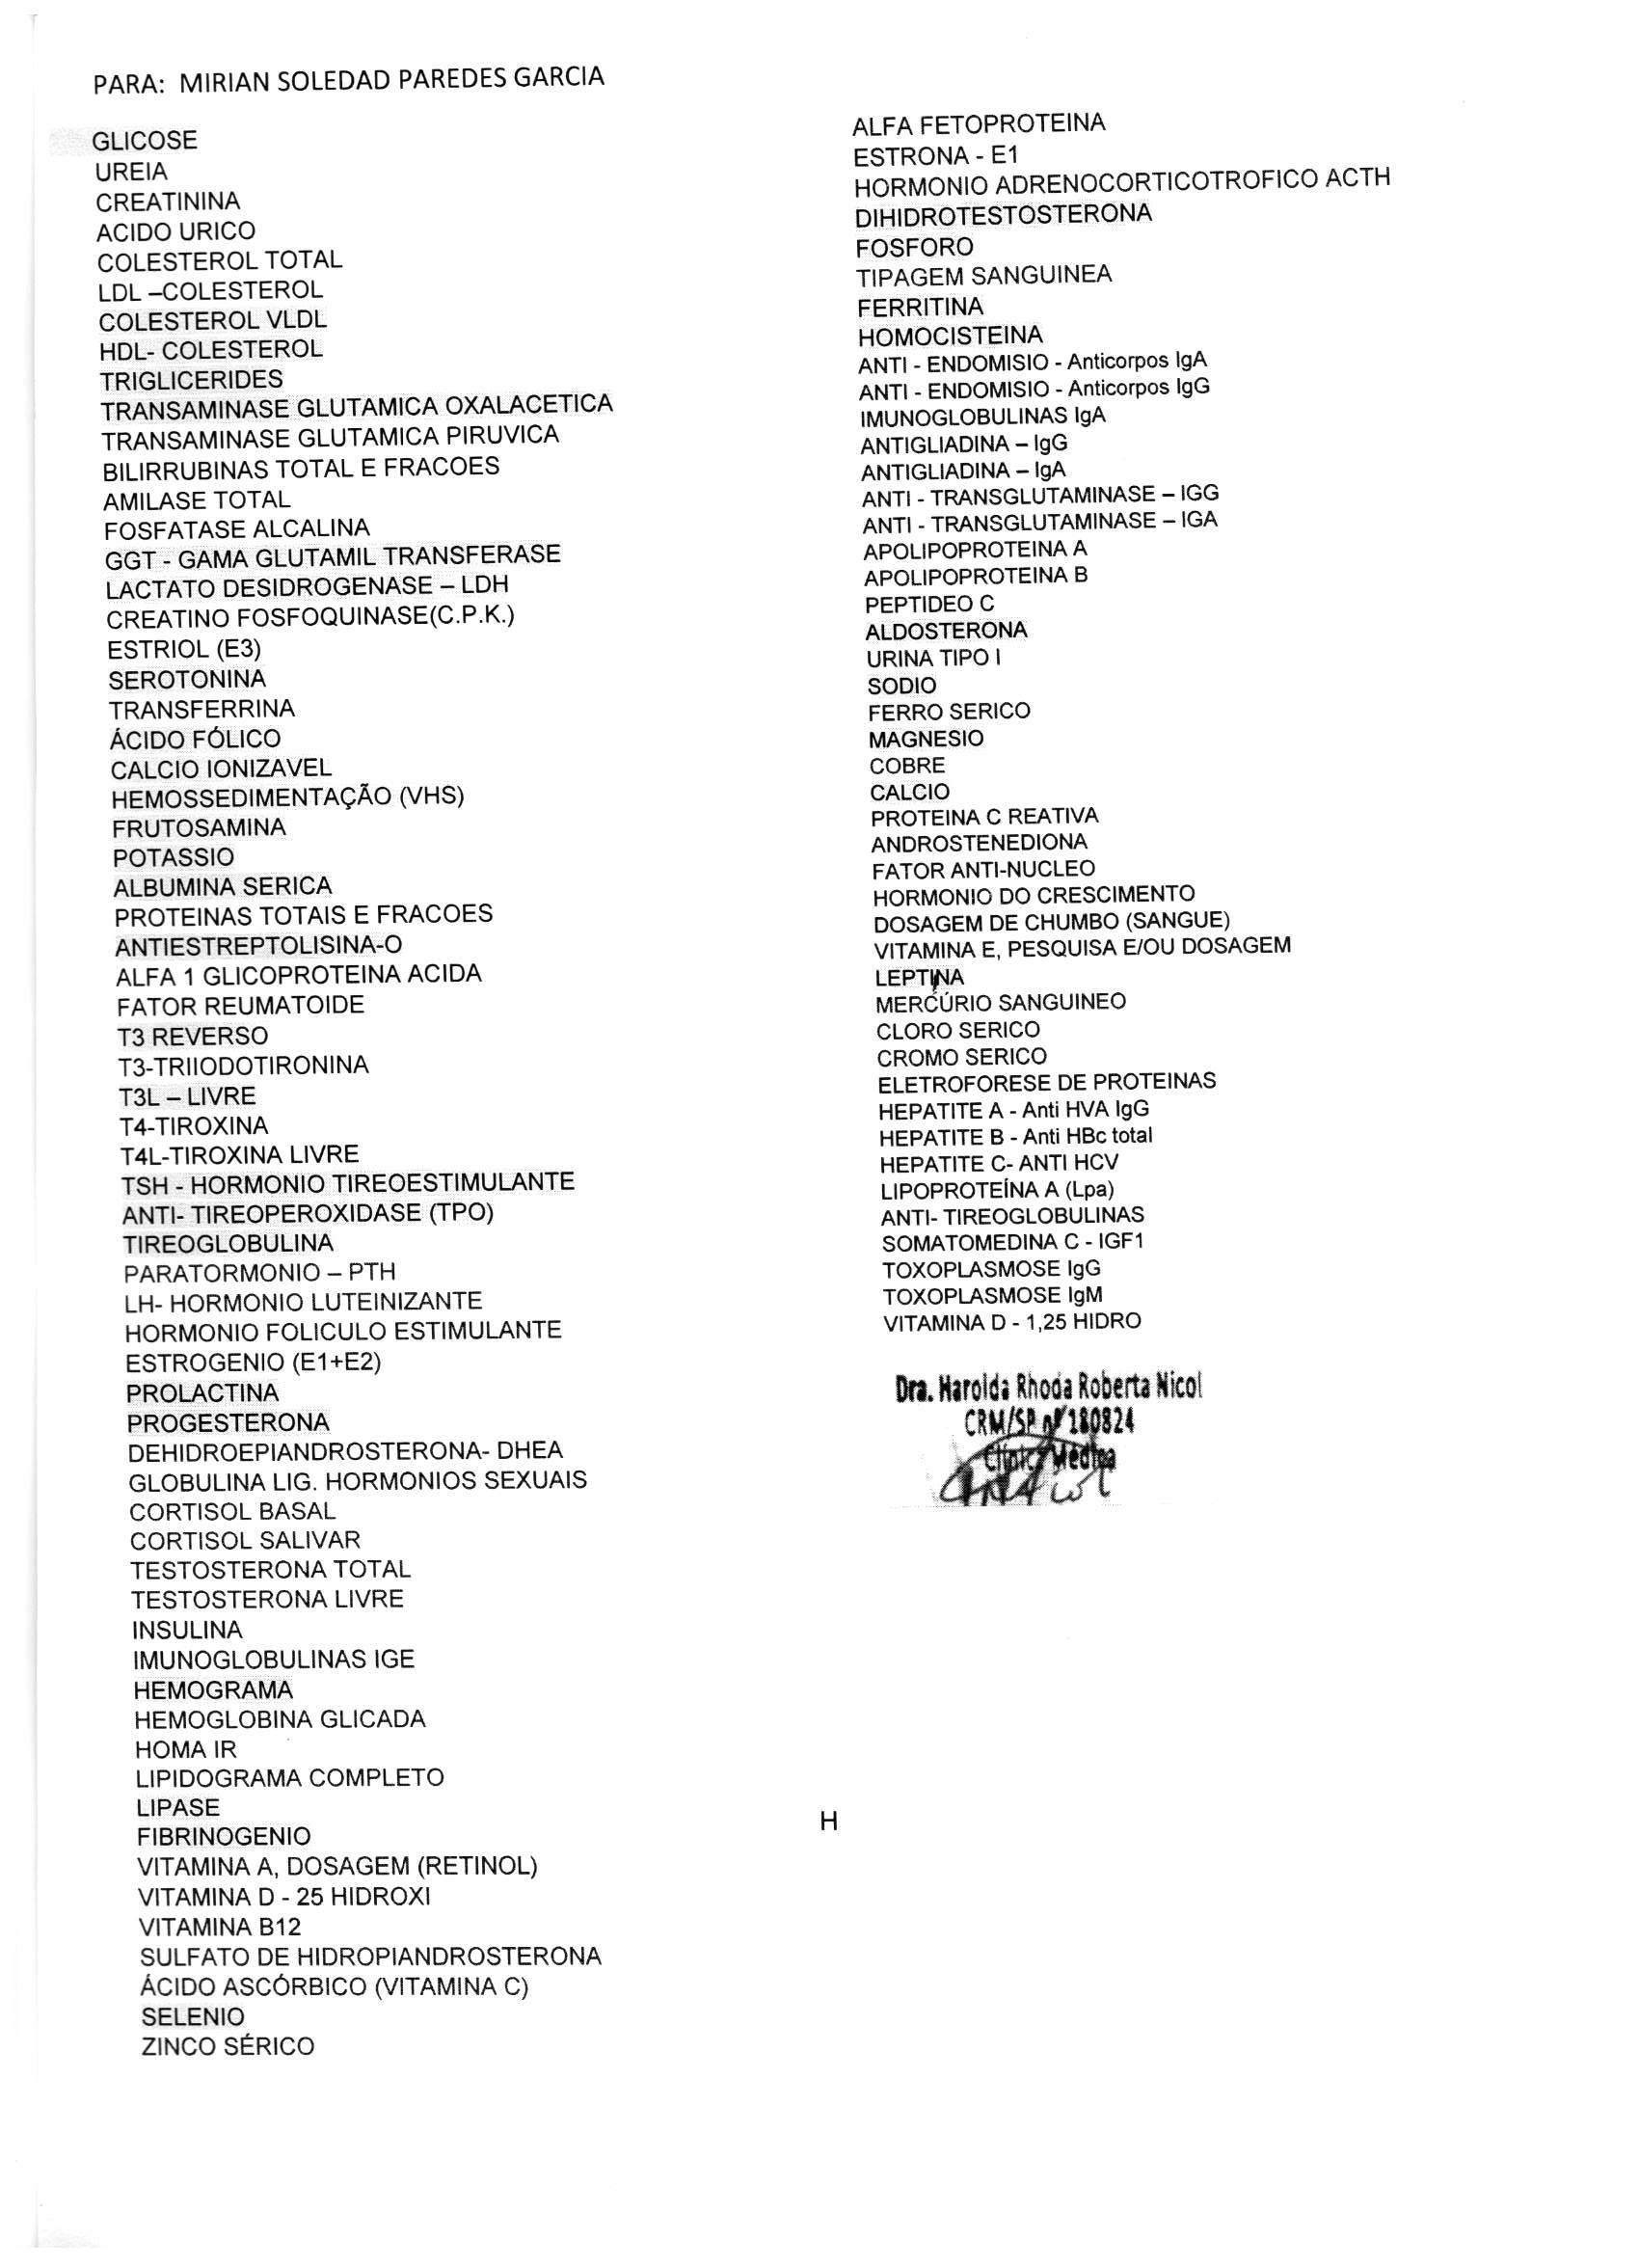 PARA: MIRIAN SOLEDAD PAREDES GARCIA
GLICOSE
UREIA
CREATININA
ACIDO URICO
COLESTEROL TOTAL
LDL –COLESTEROL
COLESTEROL VLDL
HDL- COLESTEROL
TRIGLICERIDES
TRANSAMINASE GLUTAMICA OXALACETICA
TRANSAMINASE GLUTAMICA PIRUVICA
BILIRRUBINAS TOTAL E FRACOES
AMILASE TOTAL
FOSFATASE ALCALINA
GGT - GAMA GLUTAMIL TRANSFERASE
LACTATO DESIDROGENASE – LDH
CREATINO FOSFOQUINASE(C.P.K.)
ESTRIOL (E3)
SEROTONINA
TRANSFERRINA
ÁCIDO FÓLICO
CALCIO IONIZAVEL
HEMOSSEDIMENTAÇÃO (VHS)
FRUTOSAMINA
POTASSIO
ALBUMINA SERICA
PROTEINAS TOTAIS E FRACOES
ANTIESTREPTOLISINA-O
ALFA 1 GLICOPROTEINA ACIDA
FATOR REUMATOIDE
T3 REVERSO
T3-TRIIODOTIRONINA
T3L – LIVRE
T4-TIROXINA
T4L-TIROXINA LIVRE
TSH - HORMONIO TIREOESTIMULANTE
ANTI- TIREOPEROXIDASE (TPO)
TIREOGLOBULINA
PARATORMONIO – PTH
LH- HORMONIO LUTEINIZANTE
HORMONIO FOLICULO ESTIMULANTE
ESTROGENIO (E1+E2)
PROLACTINA
PROGESTERONA
DEHIDROEPIANDROSTERONA- DHEA
GLOBULINA LIG. HORMONIOS SEXUAIS
CORTISOL BASAL
CORTISOL SALIVAR
TESTOSTERONA TOTAL
TESTOSTERONA LIVRE
INSULINA
IMUNOGLOBULINAS IGE
HEMOGRAMA
HEMOGLOBINA GLICADA
HOMA IR
LIPIDOGRAMA COMPLETO
LIPASE
FIBRINOGENIO
VITAMINA A, DOSAGEM (RETINOL)
VITAMINA D - 25 HIDROXI
VITAMINA B12
SULFATO DE HIDROPIANDROSTERONA
ÁCIDO ASCÓRBICO (VITAMINA C)
SELENIO
ZINCO SÉRICO
ALFA FETOPROTEINA
ESTRONA - E1
HORMONIO ADRENOCORTICOTROFICO ACTH
DIHIDROTESTOSTERONA
FOSFORO
TIPAGEM SANGUINEA
FERRITINA
HOMOCISTEINA
ANTI - ENDOMISIO - Anticorpos IgA
ANTI - ENDOMISIO - Anticorpos IgG
IMUNOGLOBULINAS IgA
ANTIGLIADINA – IgG
ANTIGLIADINA – IgA
ANTI - TRANSGLUTAMINASE – IGG
ANTI - TRANSGLUTAMINASE – IGA
APOLIPOPROTEINA A
APOLIPOPROTEINA B
PEPTIDEO C
ALDOSTERONA
URINA TIPO I
SODIO
FERRO SERICO
MAGNESIO
COBRE
CALCIO
PROTEINA C REATIVA
ANDROSTENEDIONA
FATOR ANTI-NUCLEO
HORMONIO DO CRESCIMENTO
DOSAGEM DE CHUMBO (SANGUE)
VITAMINA E, PESQUISA E/OU DOSAGEM
LEPTINA
MERCÚRIO SANGUINEO
CLORO SERICO
CROMO SERICO
ELETROFORESE DE PROTEINAS
HEPATITE A - Anti HVA IgG
HEPATITE B - Anti HBc total
HEPATITE C- ANTI HCV
LIPOPROTEÍNA A (Lpa)
ANTI- TIREOGLOBULINAS
SOMATOMEDINA C - IGF1
TOXOPLASMOSE IgG
TOXOPLASMOSE IgM
VITAMINA D - 1,25 HIDRO
Dra. Harolda Rhoda Roberta Nicol
CRM/SP nº 180824
Clínica Médica
H